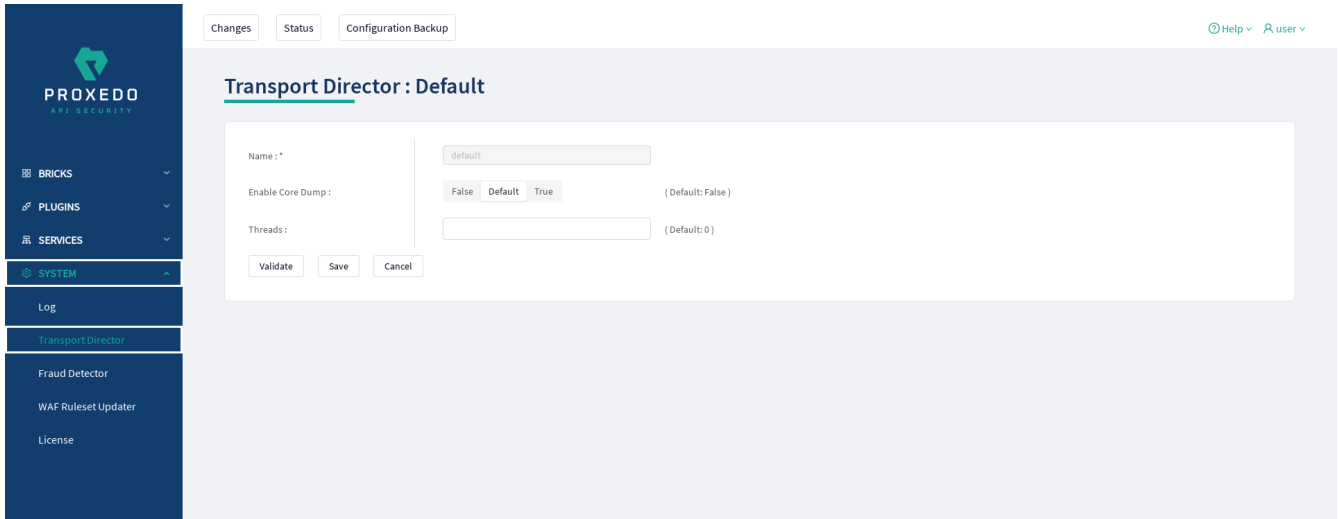 Changes Status Configuration Backup Help user
PROXEDO
API SECURITY
BRICKS
PLUGINS
SERVICES
SYSTEM
Log
Transport Director
Fraud Detector
WAF Ruleset Updater
License
Transport Director : Default
Name : * default
Enable Core Dump : False Default True ( Default: False )
Threads : ( Default: 0 )
Validate Save Cancel